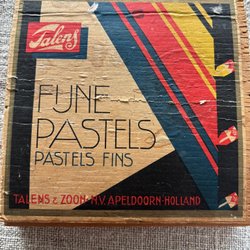 Talens
FIJNE
PASTELS
PASTELS FINS
TALENS & ZOON·N.V. APELDOORN·HOLLAND